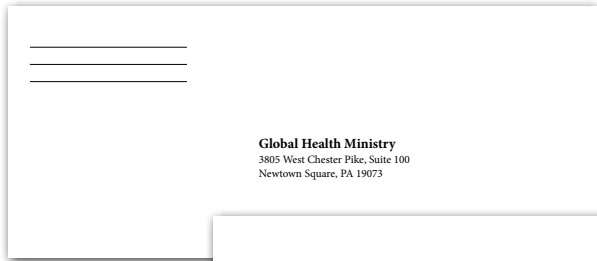 Global Health Ministry
3805 West Chester Pike, Suite 100
Newtown Square, PA 19073